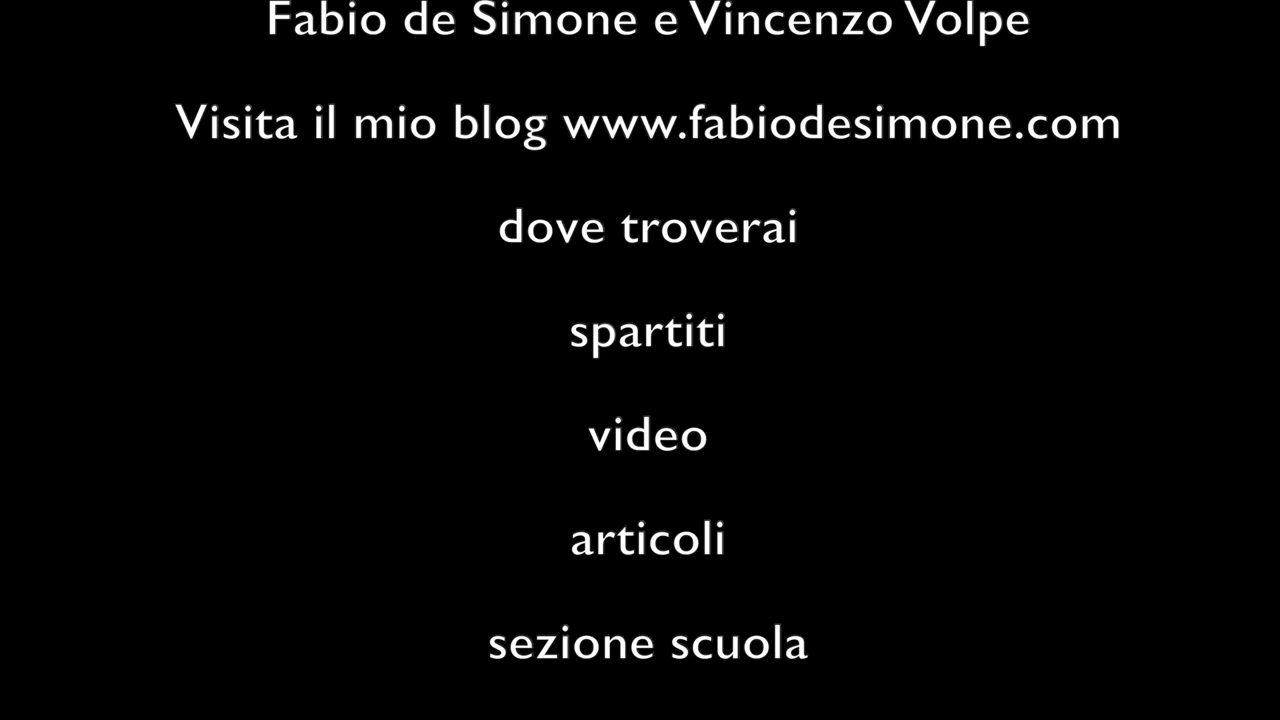 Fabio de Simone e Vincenzo Volpe
Visita il mio blog www.fabiodesimone.com
dove troverai
spartiti
video
articoli
sezione scuola